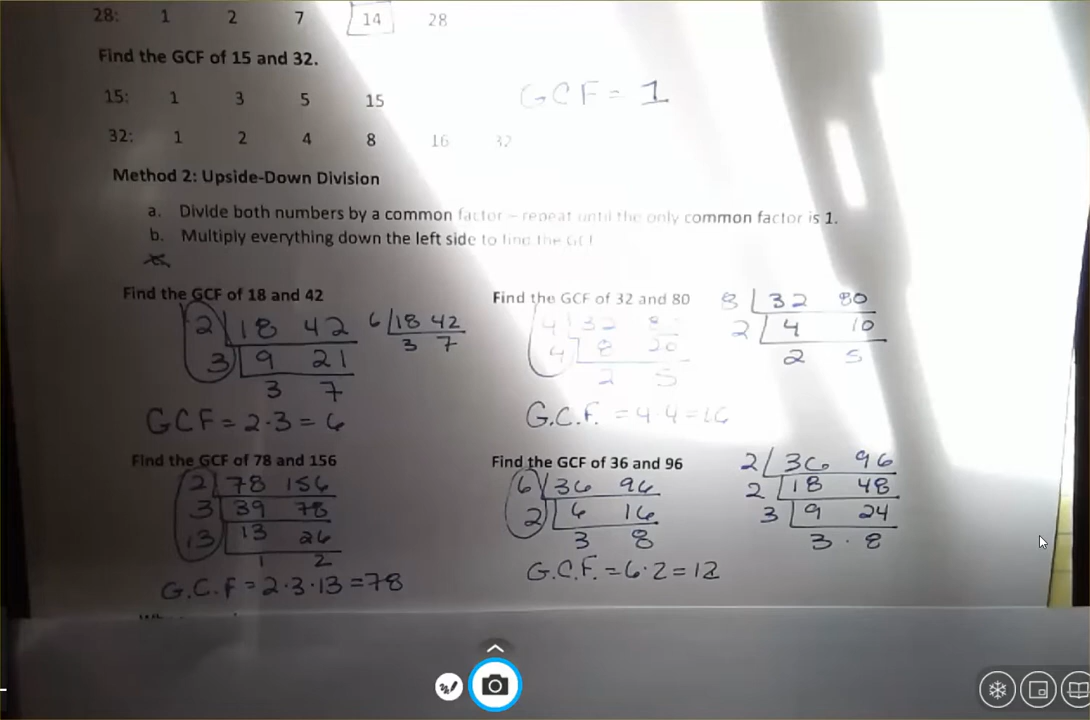 28: 1 2 7 14 28
Find the GCF of 15 and 32.
15: 1 3 5 15
GCF = 1
32: 1 2 4 8 16 32
Method 2: Upside-Down Division
a. Divide both numbers by a common factor – repeat until the only common factor is 1.
b. Multiply everything down the left side to find the GCF
Find the GCF of 18 and 42
2 18 42
3 9 21
3 7
6 18 42
3 7
GCF = 2·3 = 6
Find the GCF of 32 and 80
4 32 8
4 8 20
2 5
8 32 80
2 4 10
2 5
G.C.F. = 4·4 = 16
Find the GCF of 78 and 156
2 78 156
3 39 78
13 13 26
1 2
G.C.F = 2·3·13 = 78
Find the GCF of 36 and 96
6 36 96
2 6 16
3 8
2 36 96
2 18 48
3 9 24
3 · 8
G.C.F. = 6·2 = 12